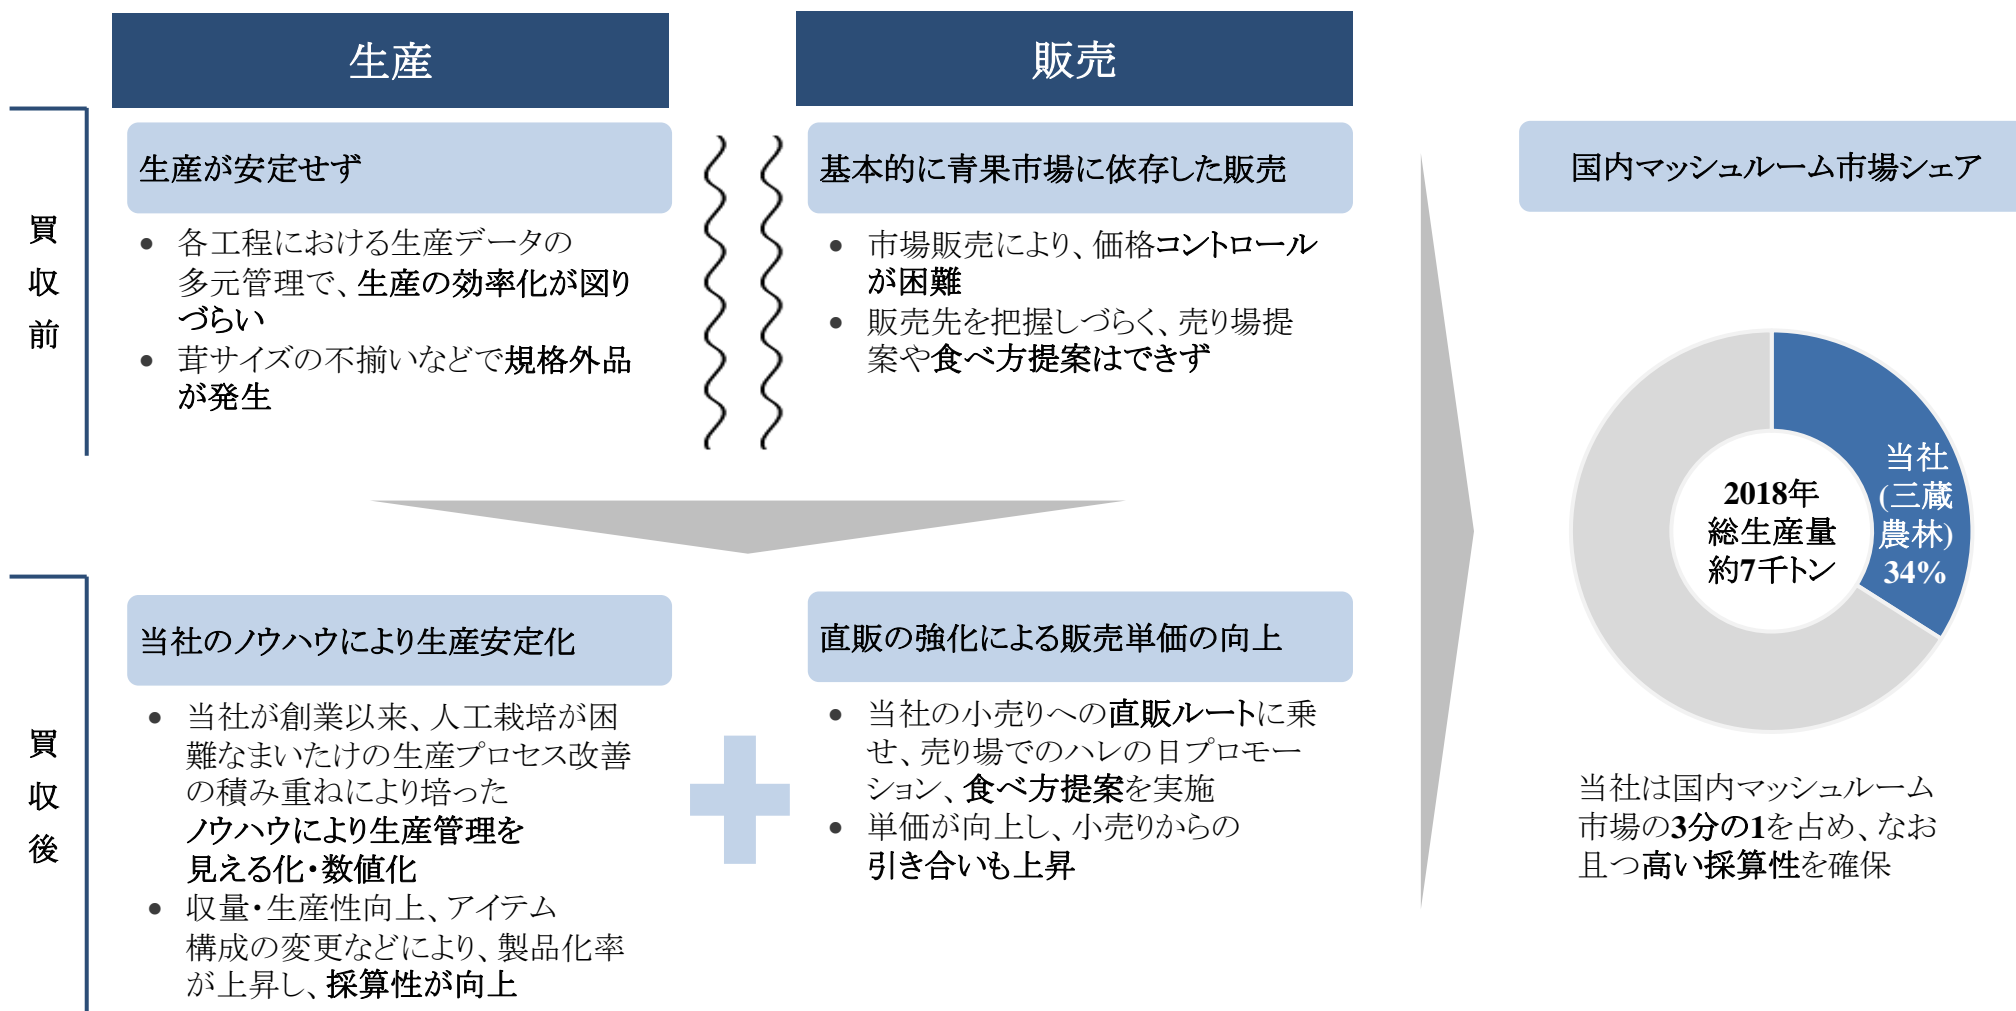 生産
販売
買収前
生産が安定せず
• 各工程における生産データの
多元管理で、生産の効率化が図り
づらい
• 茸サイズの不揃いなどで規格外品
が発生
基本的に青果市場に依存した販売
• 市場販売により、価格コントロール
が困難
• 販売先を把握しづらく、売り場提
案や食べ方提案はできず
買収後
当社のノウハウにより生産安定化
• 当社が創業以来、人工栽培が困
難なまいたけの生産プロセス改善
の積み重ねにより培った
ノウハウにより生産管理を
見える化・数値化
• 収量・生産性向上、アイテム
構成の変更などにより、製品化率
が上昇し、採算性が向上
直販の強化による販売単価の向上
• 当社の小売りへの直販ルートに乗
せ、売り場でのハレの日プロモー
ション、食べ方提案を実施
• 単価が向上し、小売りからの
引き合いも上昇
国内マッシュルーム市場シェア
2018年
総生産量
約7千トン
当社
(三蔵
農林)
34%
当社は国内マッシュルーム
市場の3分の1を占め、なお
且つ高い採算性を確保